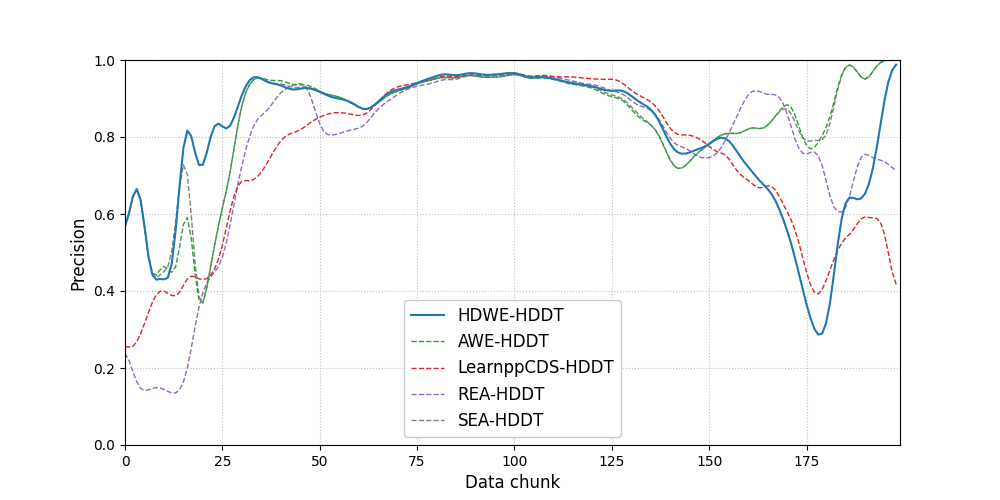 1.0
0.8
0.6
0.4
0.2
0.0
Precision
HDWE-HDDT
AWE-HDDT
LearnppCDS-HDDT
REA-HDDT
SEA-HDDT
0 25 50 75 100 125 150 175
Data chunk